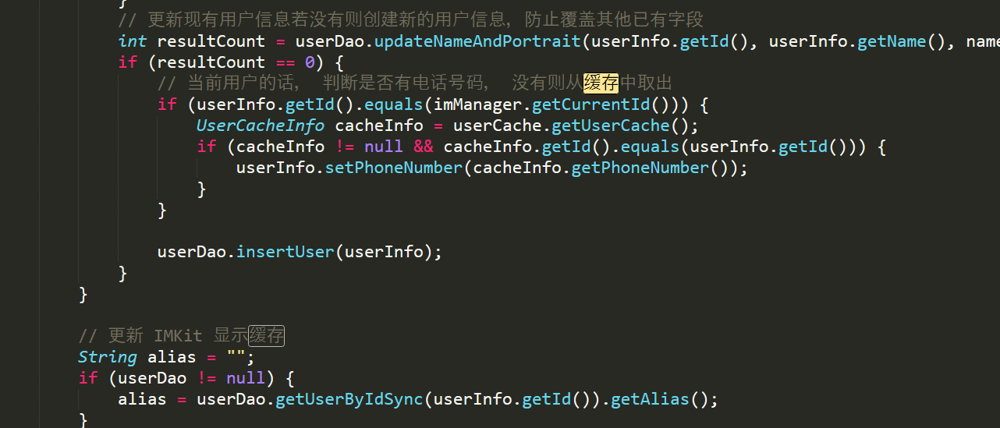 }
// 更新现有用户信息若没有则创建新的用户信息，防止覆盖其他已有字段
int resultCount = userDao.updateNameAndPortrait(userInfo.getId(), userInfo.getName(), name
if (resultCount == 0) {
// 当前用户的话， 判断是否有电话号码， 没有则从缓存中取出
if (userInfo.getId().equals(imManager.getCurrentId())) {
UserCacheInfo cacheInfo = userCache.getUserCache();
if (cacheInfo != null && cacheInfo.getId().equals(userInfo.getId())) {
userInfo.setPhoneNumber(cacheInfo.getPhoneNumber());
}
}
userDao.insertUser(userInfo);
}
}
// 更新 IMKit 显示缓存
String alias = "";
if (userDao != null) {
alias = userDao.getUserByIdSync(userInfo.getId()).getAlias();
}